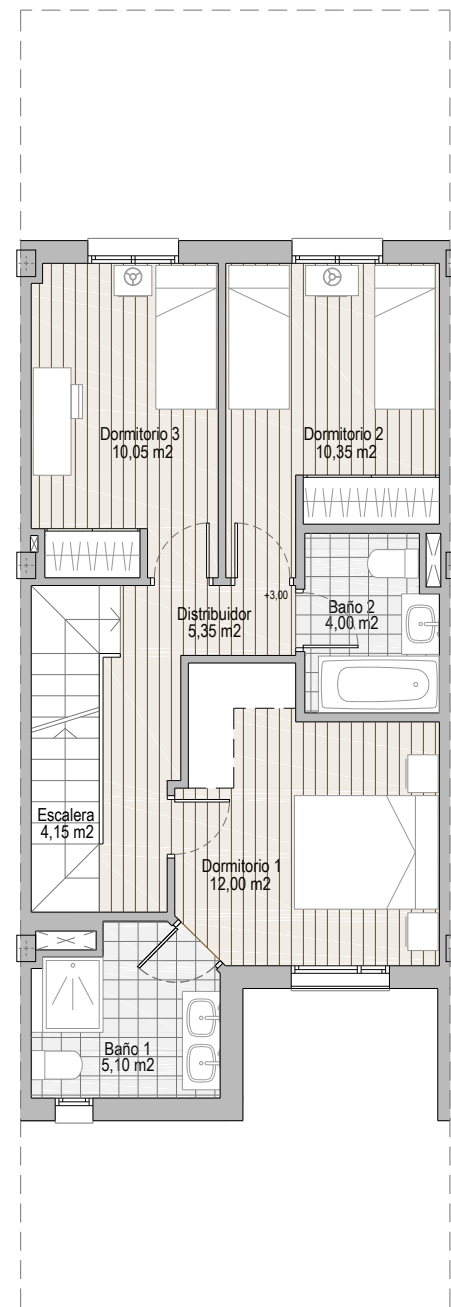 Dormitorio 3
10,05 m2
Dormitorio 2
10,35 m2
+3,00
Distribuidor
5,35 m2
Baño 2
4,00 m2
Escalera
4,15 m2
Dormitorio 1
12,00 m2
Baño 1
5,10 m2